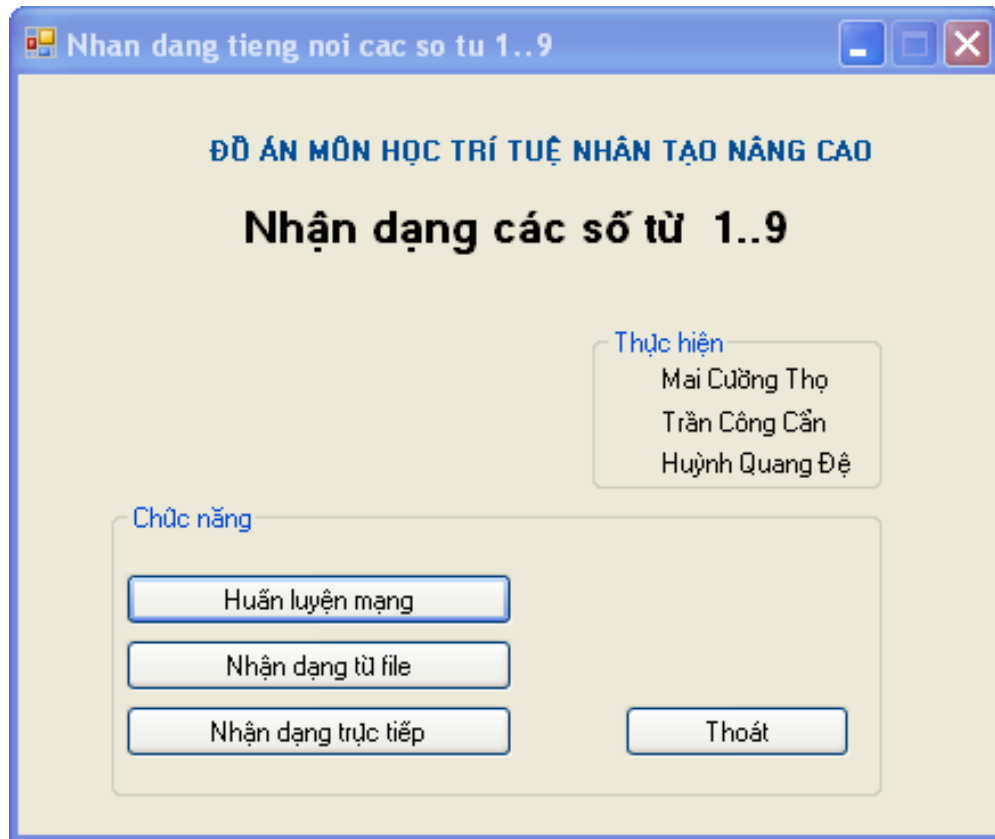 Nhan dang tieng noi cac so tu 1..9
ĐỒ ÁN MÔN HỌC TRÍ TUỆ NHÂN TẠO NÂNG CAO
Nhận dạng các số từ 1..9
Thực hiện
Mai Cường Thọ
Trần Công Cẩn
Huỳnh Quang Đệ
Chức năng
Huấn luyện mạng
Nhận dạng từ file
Nhận dạng trực tiếp
Thoát